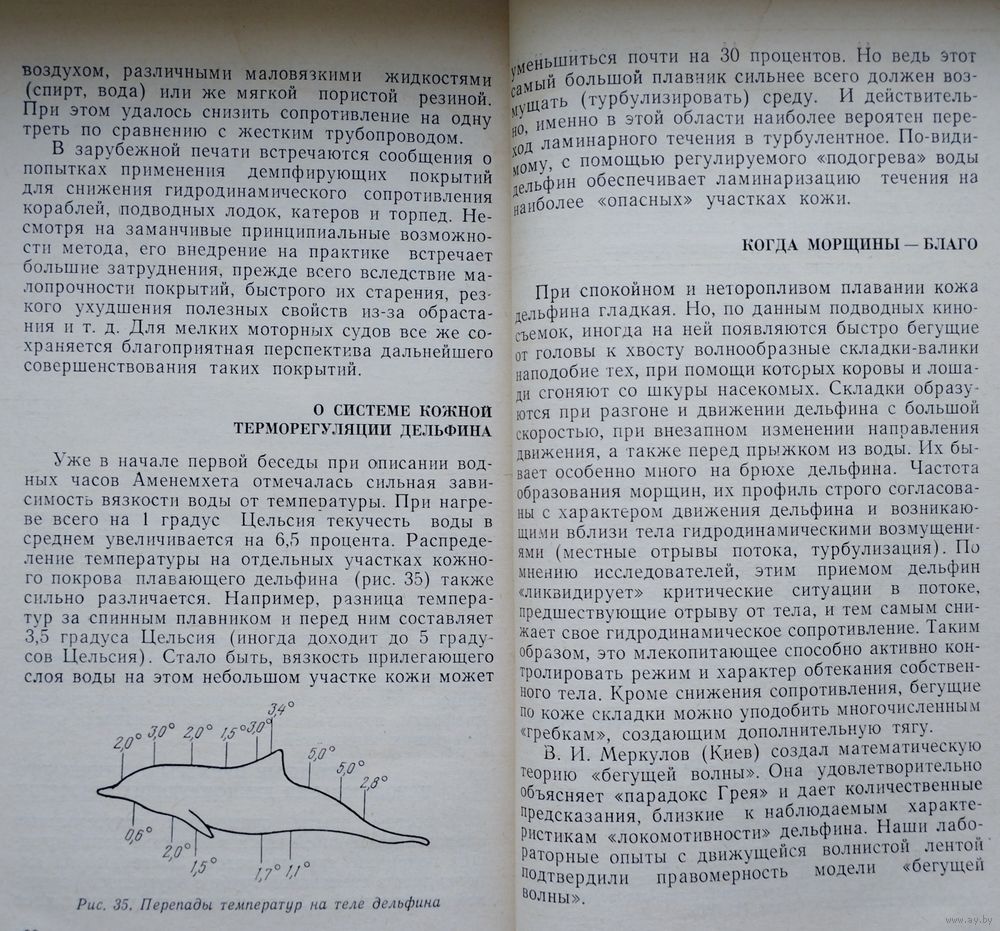 воздухом, различными маловязкими жидкостями
(спирт, вода) или же мягкой пористой резиной.
При этом удалось снизить сопротивление на одну
треть по сравнению с жестким трубопроводом.
В зарубежной печати встречаются сообщения о
попытках применения демпфирующих покрытий
для снижения гидродинамического сопротивления
кораблей, подводных лодок, катеров и торпед. Не-
смотря на заманчивые принципиальные возможно-
сти метода, его внедрение на практике встречает
большие затруднения, прежде всего вследствие ма-
лопрочности покрытий, быстрого их старения, рез-
кого ухудшения полезных свойств из-за обраста-
ния и т. д. Для мелких моторных судов все же со-
храняется благоприятная перспектива дальнейшего
совершенствования таких покрытий.
О СИСТЕМЕ КОЖНОЙ
ТЕРМОРЕГУЛЯЦИИ ДЕЛЬФИНА
Уже в начале первой беседы при описании вод-
ных часов Аменемхета отмечалась сильная зави-
симость вязкости воды от температуры. При нагре-
ве всего на 1 градус Цельсия текучесть воды в
среднем увеличивается на 6,5 процента. Распреде-
ление температуры на отдельных участках кожно-
го покрова плавающего дельфина (рис. 35) также
сильно различается. Например, разница темпера-
тур за спинным плавником и перед ним составляет
3,5 градуса Цельсия (иногда доходит до 5 граду-
сов Цельсия). Стало быть, вязкость прилегающего
слоя воды на этом небольшом участке кожи может
2,0° 3,0° 2,0° 1,5° 3,0° 3,4° 5,0° 5,0° 2,8°
0,6° 2,0° 1,5° 1,7° 1,1°
Рис. 35. Перепады температур на теле дельфина
уменьшиться почти на 30 процентов. Но ведь этот
самый большой плавник сильнее всего должен воз-
мущать (турбулизировать) среду. И действитель-
но, именно в этой области наиболее вероятен пере-
ход ламинарного течения в турбулентное. По-види-
мому, с помощью регулируемого «подогрева» воды
дельфин обеспечивает ламинаризацию течения на
наиболее «опасных» участках кожи.
КОГДА МОРЩИНЫ — БЛАГО
При спокойном и неторопливом плавании кожа
дельфина гладкая. Но, по данным подводных кино-
съемок, иногда на ней появляются быстро бегущие
от головы к хвосту волнообразные складки-валики
наподобие тех, при помощи которых коровы и лоша-
ди сгоняют со шкуры насекомых. Складки образу-
ются при разгоне и движении дельфина с большой
скоростью, при внезапном изменении направления
движения, а также перед прыжком из воды. Их бы-
вает особенно много на брюхе дельфина. Частота
образования морщин, их профиль строго согласова-
ны с характером движения дельфина и возникаю-
щими вблизи тела гидродинамическими возмущени-
ями (местные отрывы потока, турбулизация). По
мнению исследователей, этим приемом дельфин
«ликвидирует» критические ситуации в потоке,
предшествующие отрыву от тела, и тем самым сни-
жает свое гидродинамическое сопротивление. Таким
образом, это млекопитающее способно активно кон-
тролировать режим и характер обтекания собствен-
ного тела. Кроме снижения сопротивления, бегущие
по коже складки можно уподобить многочисленным
«гребкам», создающим дополнительную тягу.
В. И. Меркулов (Киев) создал математическую
теорию «бегущей волны». Она удовлетворительно
объясняет «парадокс Грея» и дает количественные
предсказания, близкие к наблюдаемым характе-
ристикам «локомотивности» дельфина. Наши лабо-
раторные опыты с движущейся волнистой лентой
подтвердили правомерность модели «бегущей
волны».
www.ay.by